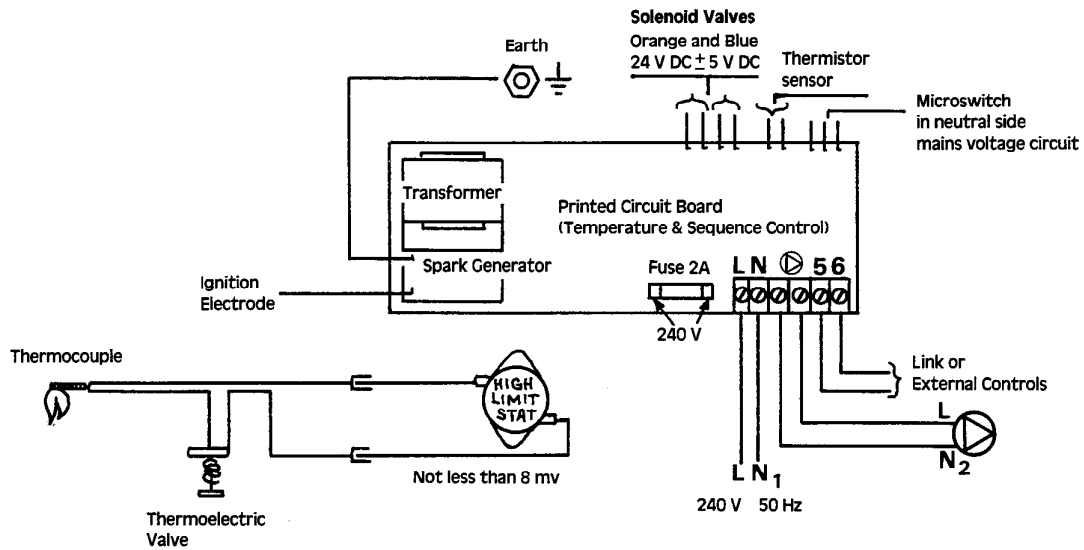 Solenoid Valves
Orange and Blue
24 V DC ± 5 V DC
Earth
Thermistor
sensor
Microswitch
in neutral side
mains voltage circuit
Transformer
Printed Circuit Board
(Temperature & Sequence Control)
Spark Generator
Fuse 2A
L N 5 6
Ignition
Electrode
240 V
Thermocouple
HIGH
LIMIT
STAT
Link or
External Controls
L
N2
Not less than 8 mv
L N1
240 V 50 Hz
Thermoelectric
Valve